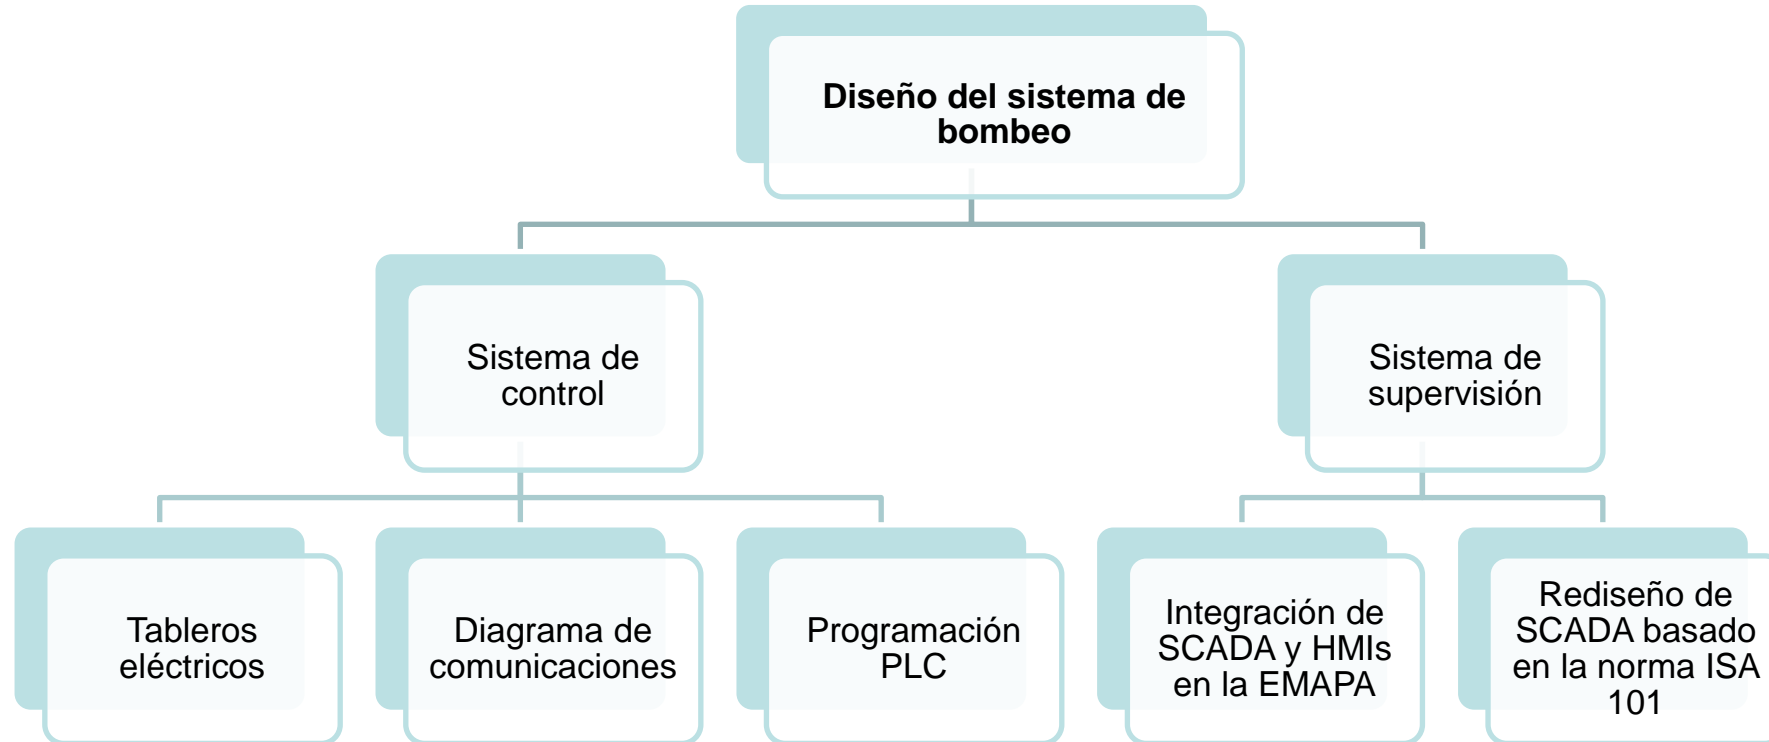 Diseño del sistema de
bombeo
Sistema de
control
Sistema de
supervisión
Tableros
eléctricos
Diagrama de
comunicaciones
Programación
PLC
Integración de
SCADA y HMIs
en la EMAPA
Rediseño de
SCADA basado
en la norma ISA
101